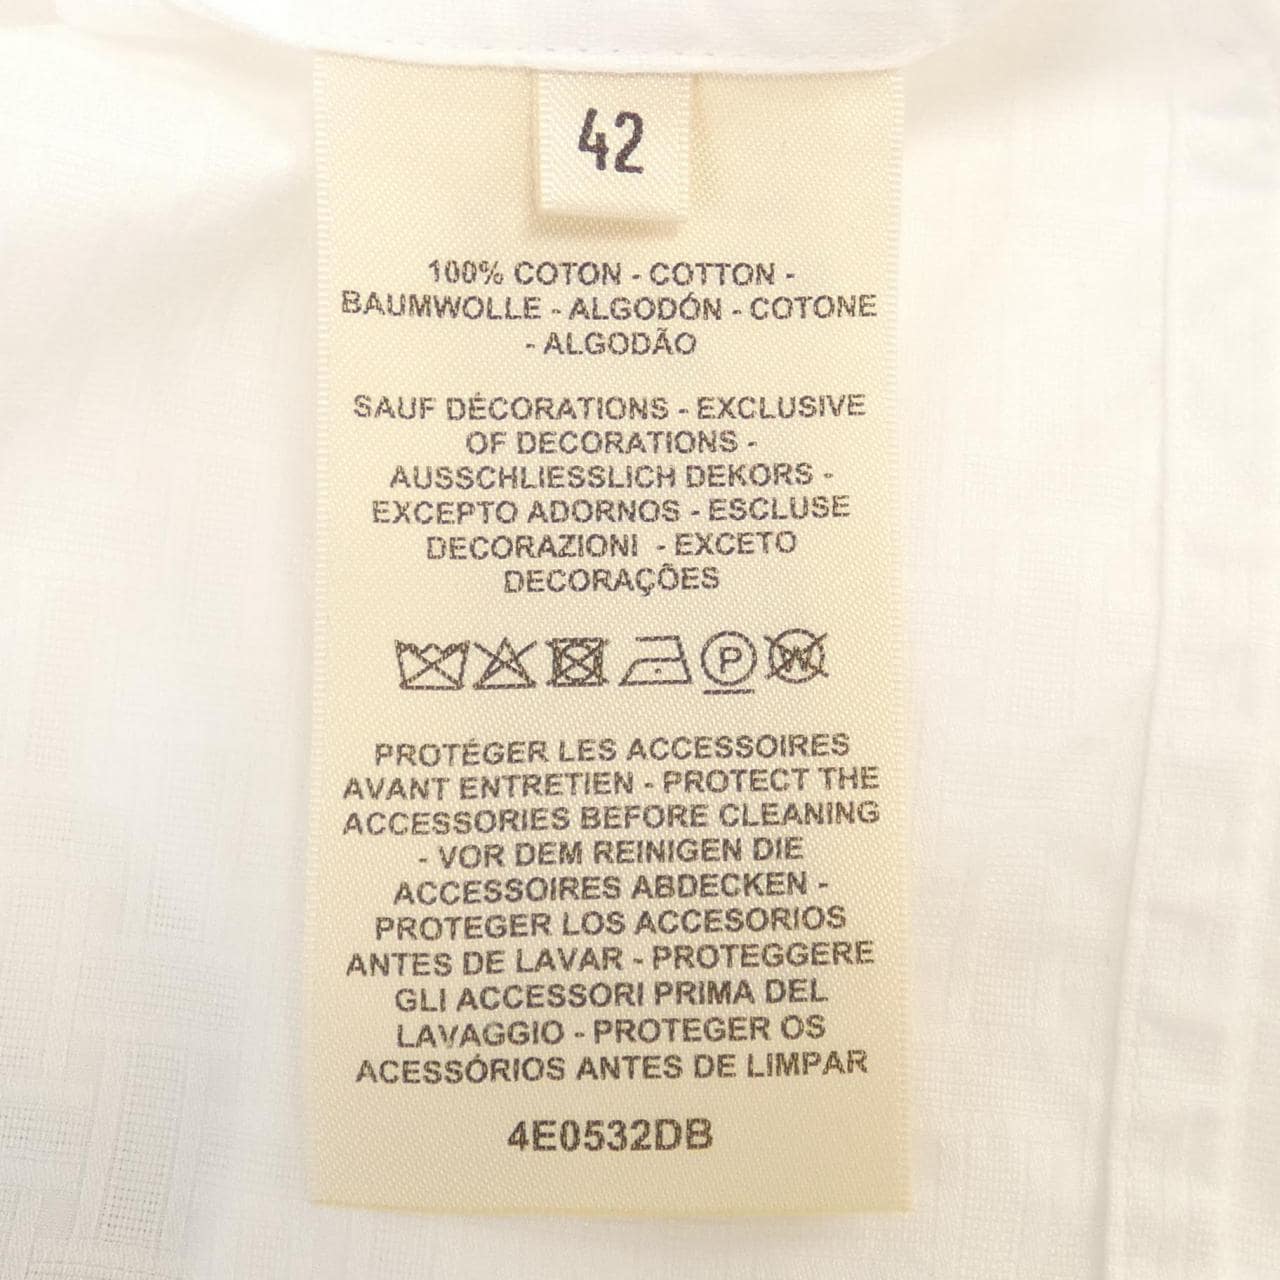 42
100% COTON - COTTON -
BAUMWOLLE - ALGODÓN - COTONE
- ALGODÃO
SAUF DÉCORATIONS - EXCLUSIVE
OF DECORATIONS -
AUSSCHLIESSLICH DEKORS -
EXCEPTO ADORNOS - ESCLUSE
DECORAZIONI - EXCETO
DECORAÇÕES
P W
PROTÉGER LES ACCESSOIRES
AVANT ENTRETIEN - PROTECT THE
ACCESSORIES BEFORE CLEANING
- VOR DEM REINIGEN DIE
ACCESSOIRES ABDECKEN -
PROTEGER LOS ACCESORIOS
ANTES DE LAVAR - PROTEGGERE
GLI ACCESSORI PRIMA DEL
LAVAGGIO - PROTEGER OS
ACESSÓRIOS ANTES DE LIMPAR
4E0532DB